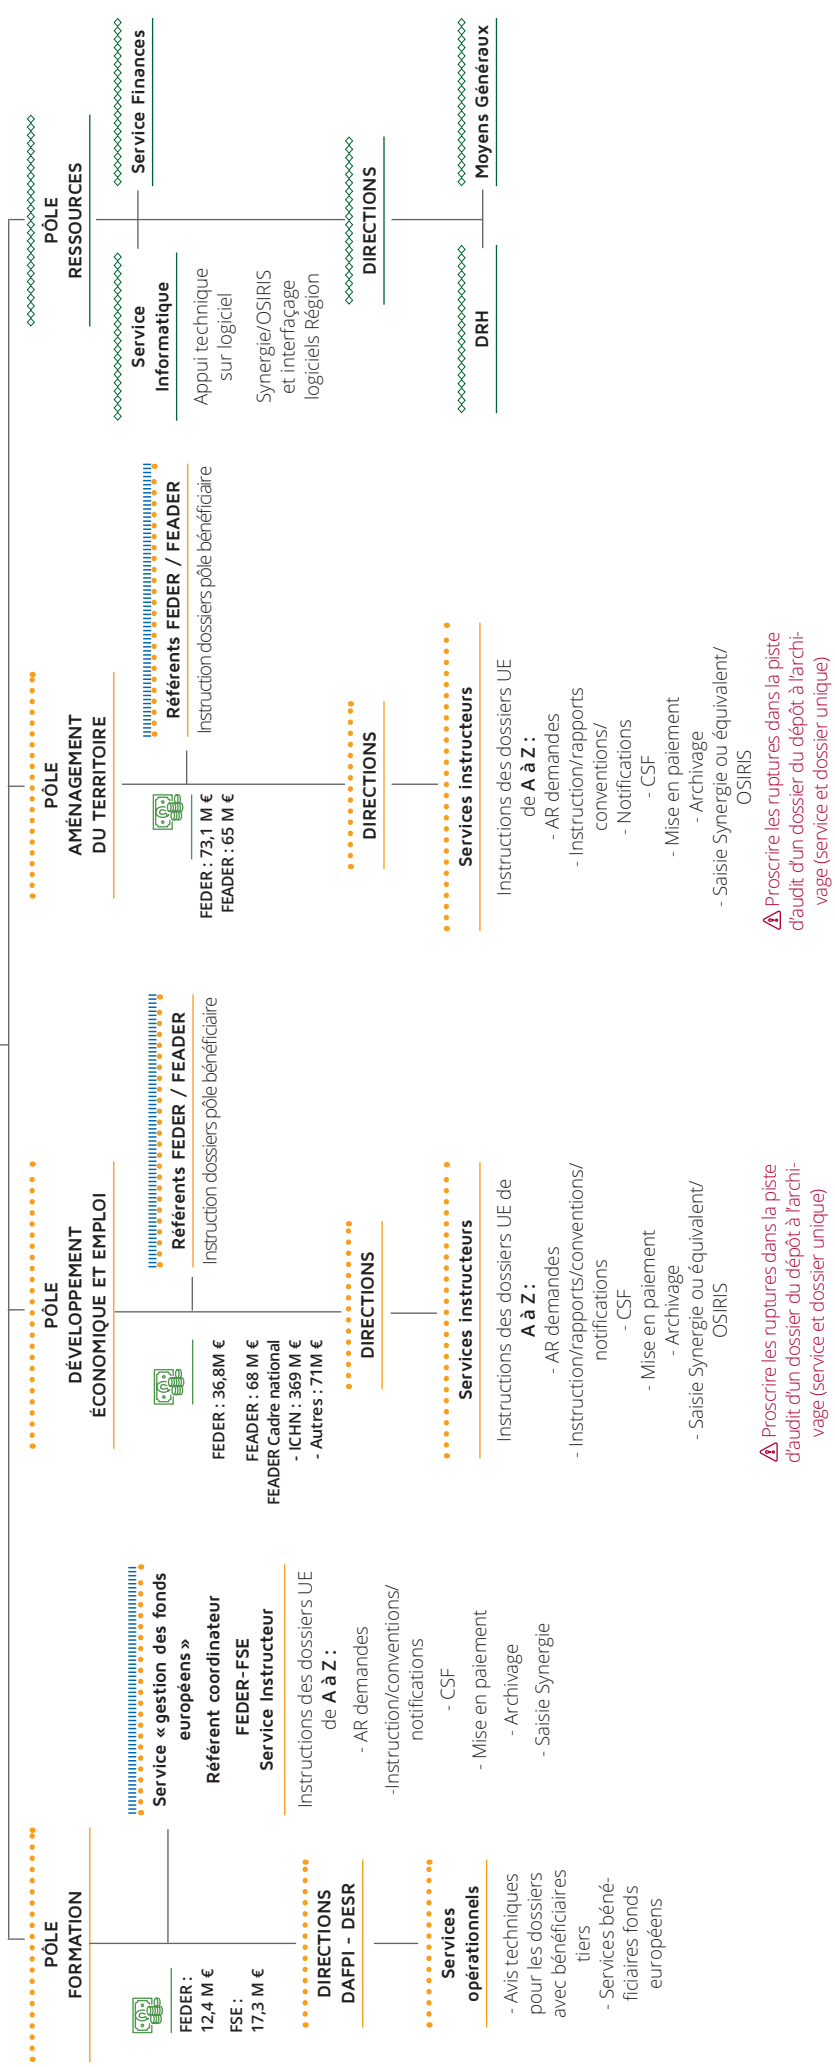 PÔLE
FORMATION
FEDER :
12,4 M €
FSE :
17,3 M €
DIRECTIONS
DAFPI - DESR
Services
opérationnels
- Avis techniques
pour les dossiers
avec bénéficiaires
tiers
- Services béné-
ficiaires fonds
européens
Service « gestion des fonds
européens »
Référent coordinateur
FEDER-FSE
Service Instructeur
Instructions des dossiers UE
de A à Z :
- AR demandes
-Instruction/conventions/
notifications
- CSF
- Mise en paiement
- Archivage
- Saisie Synergie
PÔLE
DÉVELOPPEMENT
ÉCONOMIQUE ET EMPLOI
FEDER : 36,8M €
FEADER : 68 M €
FEADER Cadre national
- ICHN : 369 M €
- Autres : 71M €
Référents FEDER / FEADER
Instruction dossiers pôle bénéficiaire
DIRECTIONS
Services instructeurs
Instructions des dossiers UE de
A à Z :
- AR demandes
- Instruction/rapports/conventions/
notifications
- CSF
- Mise en paiement
- Archivage
- Saisie Synergie ou équivalent/
OSIRIS
⚠ Proscrire les ruptures dans la piste
d'audit d'un dossier du dépôt à l'archi-
vage (service et dossier unique)
PÔLE
AMÉNAGEMENT
DU TERRITOIRE
FEDER : 73,1 M €
FEADER : 65 M €
Référents FEDER / FEADER
Instruction dossiers pôle bénéficiaire
DIRECTIONS
Services instructeurs
Instructions des dossiers UE
de A à Z :
- AR demandes
- Instruction/rapports
conventions/
- Notifications
- CSF
- Mise en paiement
- Archivage
- Saisie Synergie ou équivalent/
OSIRIS
⚠ Proscrire les ruptures dans la piste
d'audit d'un dossier du dépôt à l'archi-
vage (service et dossier unique)
PÔLE
RESSOURCES
Service
Informatique
Appui technique
sur logiciel
Synergie/OSIRIS
et interfaçage
logiciels Région
Service Finances
DIRECTIONS
DRH
Moyens Généraux